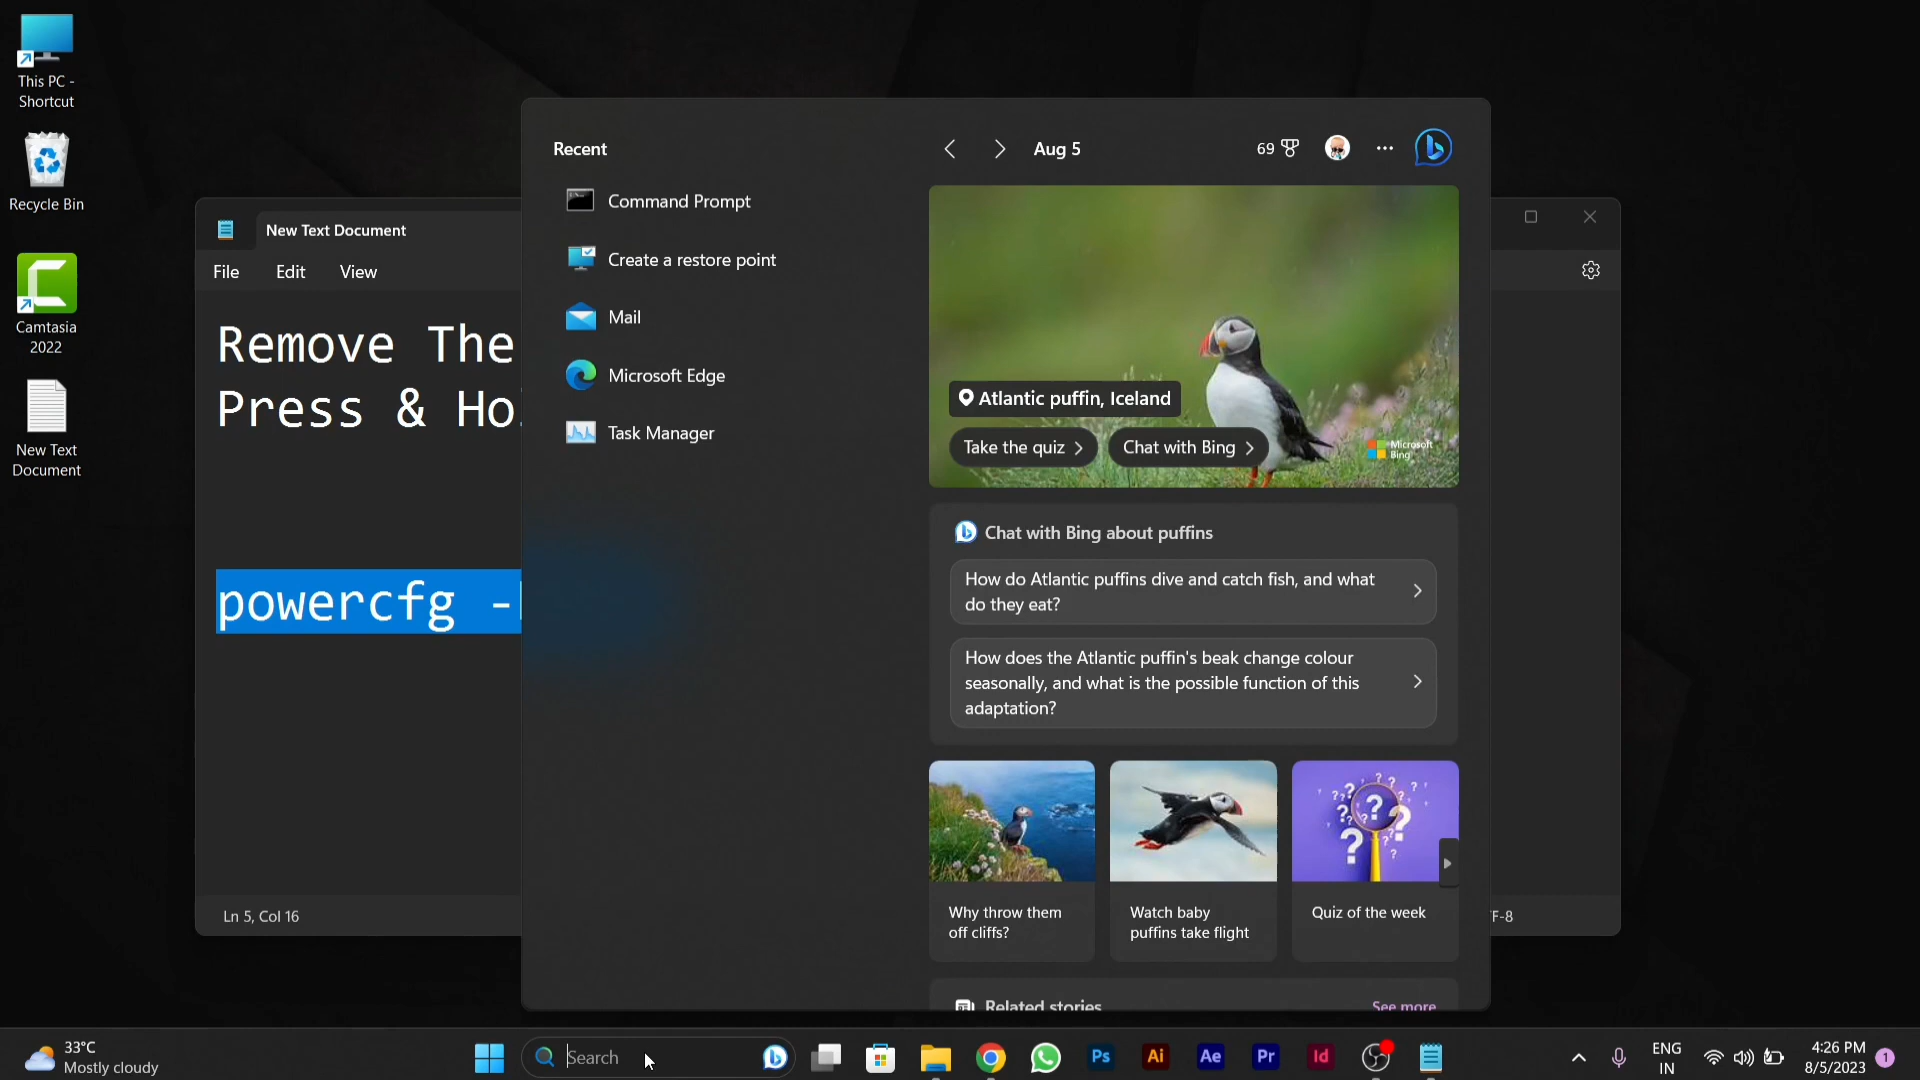 This PC -
Shortcut
Recycle Bin
Camtasia
2022
New Text
Document
New Text Document
File
Edit
View
Remove The
Press & Ho
powercfg -
Ln 5, Col 16
F-8
Recent
Command Prompt
Create a restore point
Mail
Microsoft Edge
Task Manager
Aug 5
69
Atlantic puffin, Iceland
Take the quiz
Chat with Bing
Microsoft
Bing
Chat with Bing about puffins
How do Atlantic puffins dive and catch fish, and what
do they eat?
How does the Atlantic puffin's beak change colour
seasonally, and what is the possible function of this
adaptation?
Why throw them
off cliffs?
Watch baby
puffins take flight
Quiz of the week
Related stories
See more
33°C
Mostly cloudy
Search
Ps
Ai
Ae
Pr
Id
ENG
IN
4:26 PM
8/5/2023
1